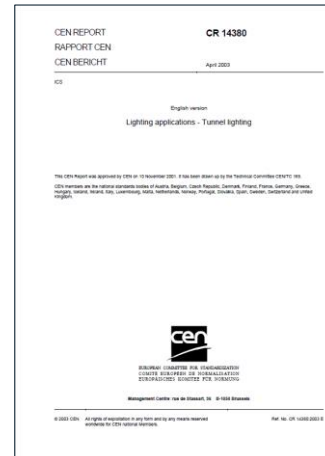 CEN REPORT
CR 14380
RAPPORT CEN
CEN BERICHT
April 2003
ICS
English version
Lighting applications - Tunnel lighting
This CEN Report was approved by CEN on 10 November 2001. It has been drawn up by the Technical Committee CEN/TC 169.
CEN members are the national standards bodies of Austria, Belgium, Czech Republic, Denmark, Finland, France, Germany, Greece,
Hungary, Iceland, Ireland, Italy, Luxembourg, Malta, Netherlands, Norway, Portugal, Slovakia, Spain, Sweden, Switzerland and United
Kingdom.
cen
EUROPEAN COMMITTEE FOR STANDARDIZATION
COMITÉ EUROPÉEN DE NORMALISATION
EUROPÄISCHES KOMITEE FÜR NORMUNG
Management Centre: rue de Stassart, 36 B-1050 Brussels
© 2003 CEN All rights of exploitation in any form and by any means reserved
worldwide for CEN national Members.
Ref. No. CR 14380:2003 E